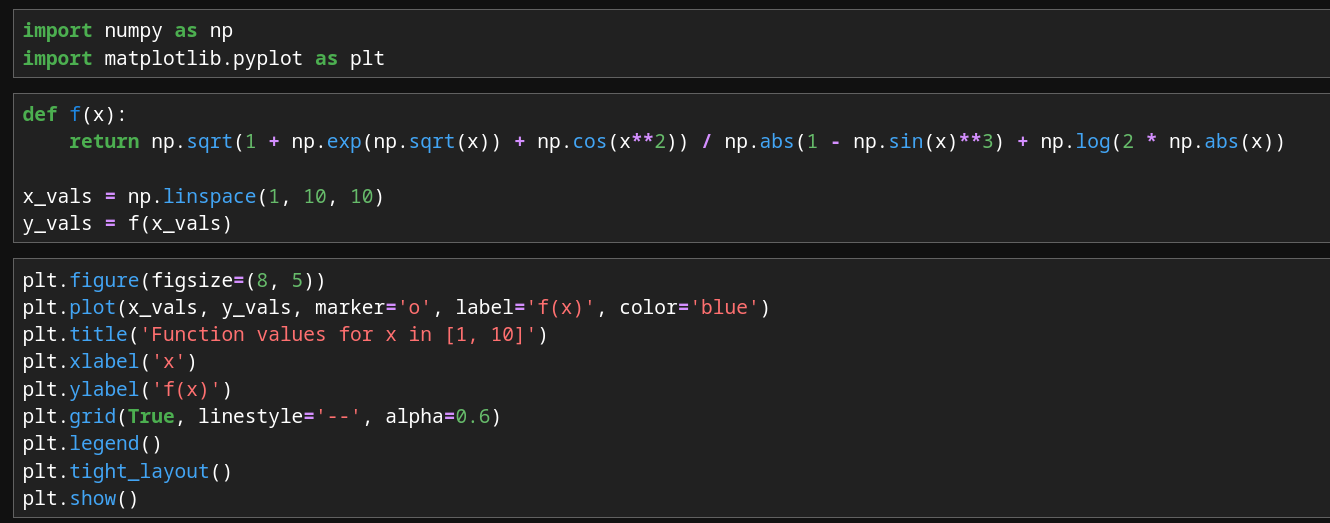 import numpy as np
import matplotlib.pyplot as plt
def f(x):
    return np.sqrt(1 + np.exp(np.sqrt(x)) + np.cos(x**2)) / np.abs(1 - np.sin(x)**3) + np.log(2 * np.abs(x))
x_vals = np.linspace(1, 10, 10)
y_vals = f(x_vals)
plt.figure(figsize=(8, 5))
plt.plot(x_vals, y_vals, marker='o', label='f(x)', color='blue')
plt.title('Function values for x in [1, 10]')
plt.xlabel('x')
plt.ylabel('f(x)')
plt.grid(True, linestyle='--', alpha=0.6)
plt.legend()
plt.tight_layout()
plt.show()